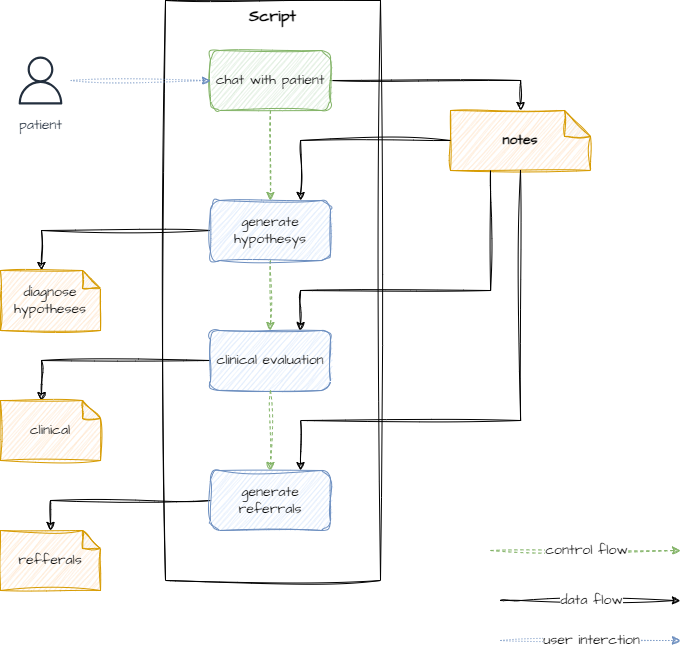 Script
chat with patient
patient
notes
generate
hypothesys
diagnose
hypotheses
clinical evaluation
clinical
generate
referrals
refferals
control flow
data flow
user interction